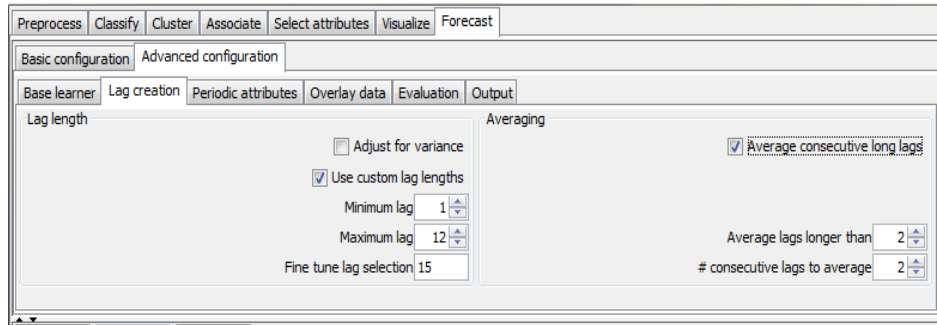 Preprocess Classify Cluster Associate Select attributes Visualize Forecast
Basic configuration Advanced configuration
Base learner Lag creation Periodic attributes Overlay data Evaluation Output
Lag length Averaging
Adjust for variance Average consecutive long lags
Use custom lag lengths
Minimum lag 1
Maximum lag 12 Average lags longer than 2
Fine tune lag selection 15 # consecutive lags to average 2